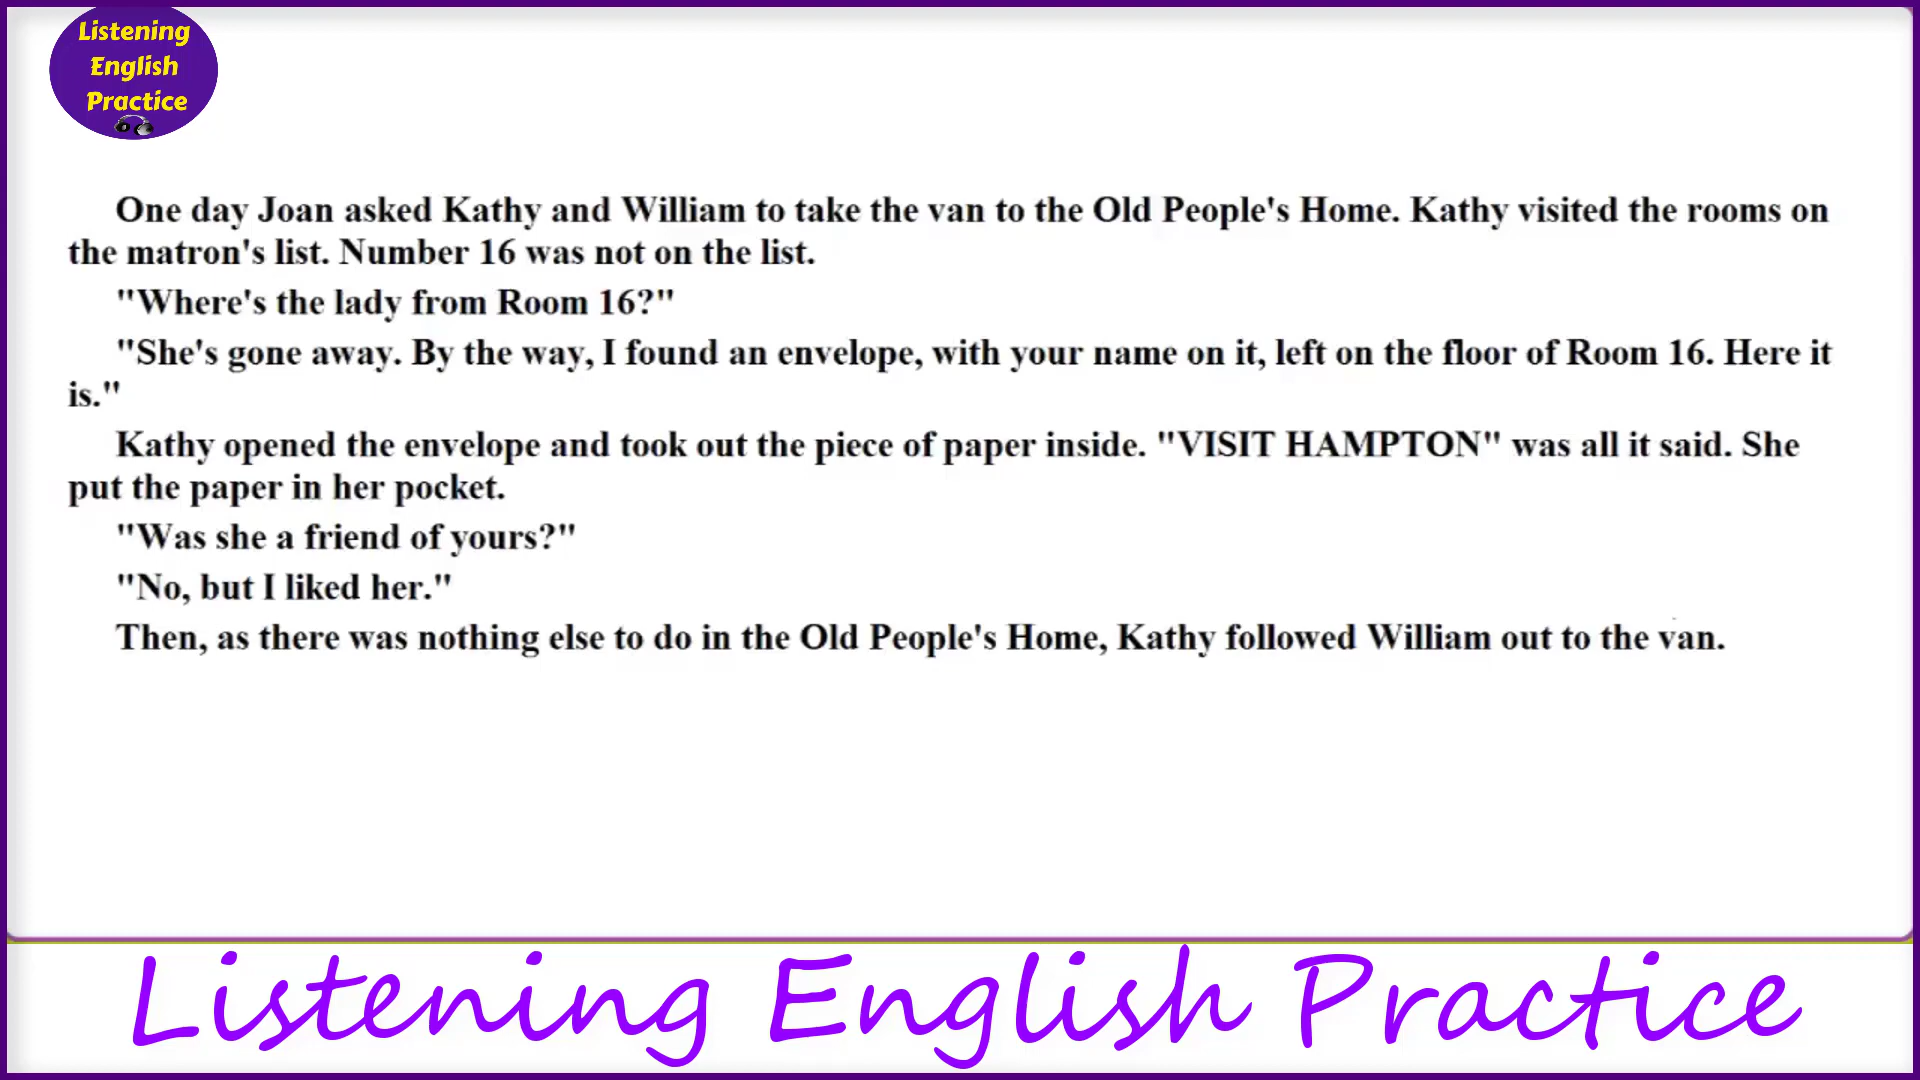 Listening
English
Practice
One day Joan asked Kathy and William to take the van to the Old People's Home. Kathy visited the rooms on
the matron's list. Number 16 was not on the list.
"Where's the lady from Room 16?"
"She's gone away. By the way, I found an envelope, with your name on it, left on the floor of Room 16. Here it
is."
Kathy opened the envelope and took out the piece of paper inside. "VISIT HAMPTON" was all it said. She
put the paper in her pocket.
"Was she a friend of yours?"
"No, but I liked her."
Then, as there was nothing else to do in the Old People's Home, Kathy followed William out to the van.
Listening English Practice